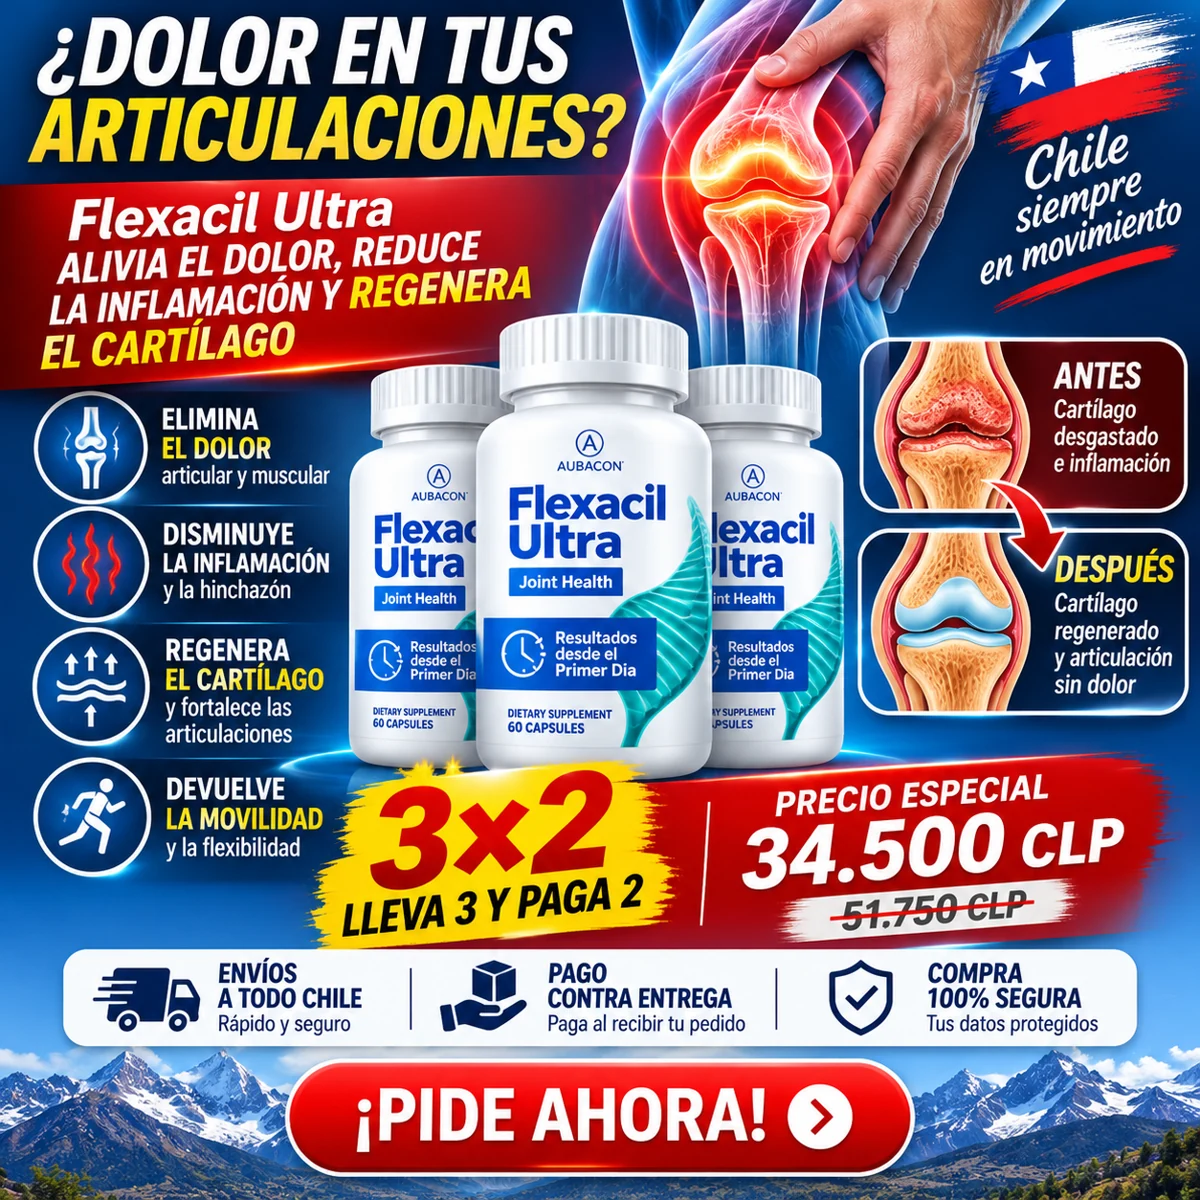 ¿DOLOR EN TUS
ARTICULACIONES?
Flexacil Ultra
ALIVIA EL DOLOR, REDUCE
LA INFLAMACIÓN Y REGENERA
EL CARTÍLAGO
Chile
siempre
en movimiento
ELIMINA
EL DOLOR
articular y muscular
DISMINUYE
LA INFLAMACIÓN
y la hinchazón
REGENERA
EL CARTÍLAGO
y fortalece las
articulaciones
DEVUELVE
LA MOVILIDAD
y la flexibilidad
A
AUBACON
Flexac
Ultra
Joint Health
Resultados
desde el
Primer Dia
DIETARY SUPPLEMENT
60 CAPSULES
A
AUBACON
Flexacil
Ultra
Joint Health
Resultados
desde el
Primer Dia
DIETARY SUPPLEMENT
60 CAPSULES
A
AUBACON
lexacil
ltra
int Health
Resultados
desde el
Primer Dia
Y SUPPLEMENT
APSULES
ANTES
Cartílago
desgastado
e inflamación
DESPUÉS
Cartílago
regenerado
y articulación
sin dolor
3x2
LLEVA 3 Y PAGA 2
PRECIO ESPECIAL
34.500 CLP
51.750 CLP
ENVÍOS
A TODO CHILE
Rápido y seguro
PAGO
CONTRA ENTREGA
Paga al recibir tu pedido
COMPRA
100% SEGURA
Tus datos protegidos
¡PIDE AHORA!